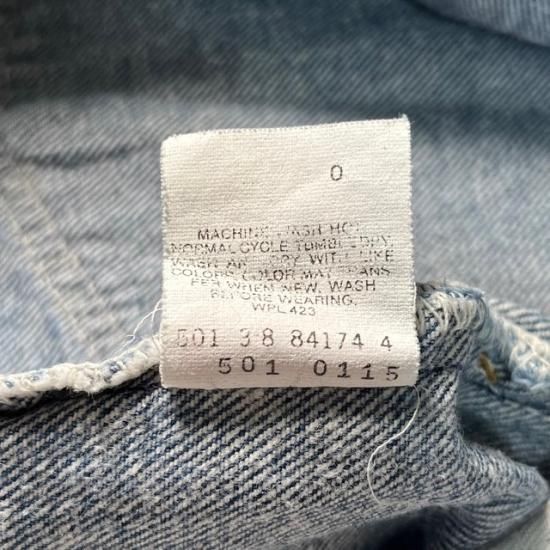 0
MACHINE WASH HOT
NORMAL CYCLE TUMBLE DRY.
WASH AND DRY WITH LIKE
COLORS COLOR MAY TRANS
FER WHEN NEW. WASH
BEFORE WEARING.
WPL 423
501 38 84174 4
501 0115